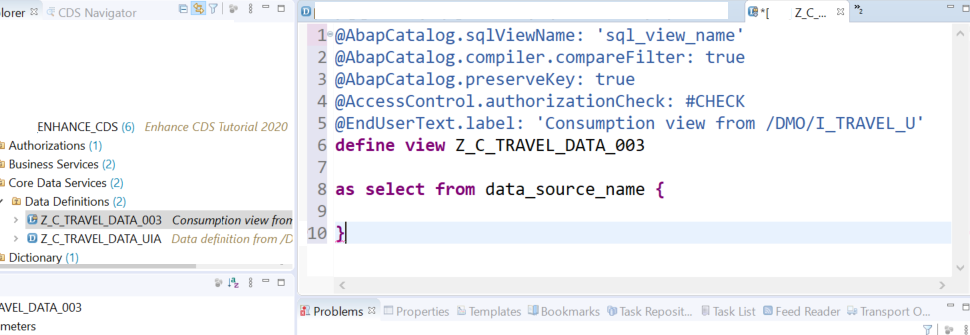 lorer
CDS Navigator
*[
Z_C_...
»2
ENHANCE_CDS (6) Enhance CDS Tutorial 2020
Authorizations (1)
Business Services (2)
Core Data Services (2)
Data Definitions (2)
Z_C_TRAVEL_DATA_003 Consumption view from
Z_C_TRAVEL_DATA_UIA Data definition from /D
Dictionary (1)
AVEL_DATA_003
meters
1 @AbapCatalog.sqlViewName: 'sql_view_name'
2 @AbapCatalog.compiler.compareFilter: true
3 @AbapCatalog.preserveKey: true
4 @AccessControl.authorizationCheck: #CHECK
5 @EndUserText.label: 'Consumption view from /DMO/I_TRAVEL_U'
6 define view Z_C_TRAVEL_DATA_003
7
8 as select from data_source_name {
9
10 }
Problems Properties Templates Bookmarks Task Reposit... Task List Feed Reader Transport O...